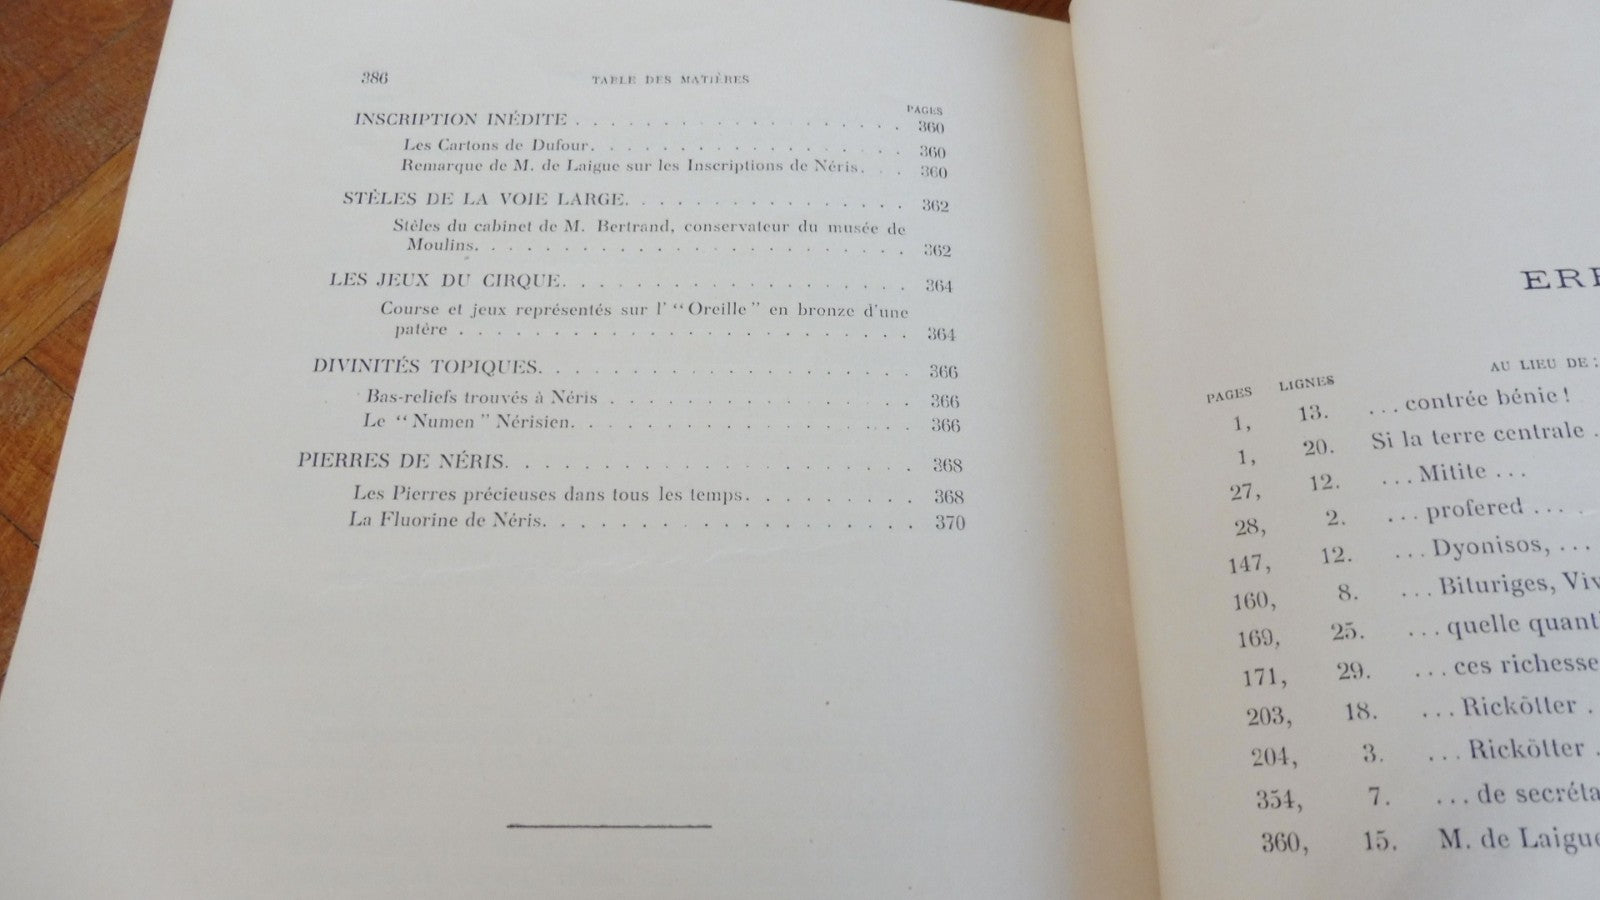 386 TABLE DES MATIÈRES
PAGES
INSCRIPTION INÉDITE . . . . . . . . . . . . . . . . . . . 360
Les Cartons de Dufour. . . . . . . . . . . . . . . . . . 360
Remarque de M. de Laigue sur les Inscriptions de Néris. . . 360
STÈLES DE LA VOIE LARGE. . . . . . . . . . . . . . . . 362
Stèles du cabinet de M. Bertrand, conservateur du musée de
Moulins. . . . . . . . . . . . . . . . . . . . . . . 362
LES JEUX DU CIRQUE. . . . . . . . . . . . . . . . . . . 364
Course et jeux représentés sur l' “Oreille” en bronze d'une
patère . . . . . . . . . . . . . . . . . . . . . . . 364
DIVINITÉS TOPIQUES. . . . . . . . . . . . . . . . . . . 366
Bas-reliefs trouvés à Néris . . . . . . . . . . . . . . 366
Le “Numen” Nérisien. . . . . . . . . . . . . . . . . . 366
PIERRES DE NÉRIS. . . . . . . . . . . . . . . . . . . . 368
Les Pierres précieuses dans tous les temps. . . . . . . . . 368
La Fluorine de Néris. . . . . . . . . . . . . . . . . . . 370
PAGES LIGNES AU LIEU DE :
1, 13. ...contrée bénie!
1, 20. Si la terre centrale .
27, 12. ...Mitite ...
28, 2. ...profered ...
147, 12. ...Dyonisos, ...
160, 8. ...Bituriges,
169, 25. ...quelle
171, 29. ...ces
203, 18. ...Rickötter .
204, 3. ...Rickötter .
354, 7. ...de
360, 15. M. de Laigue